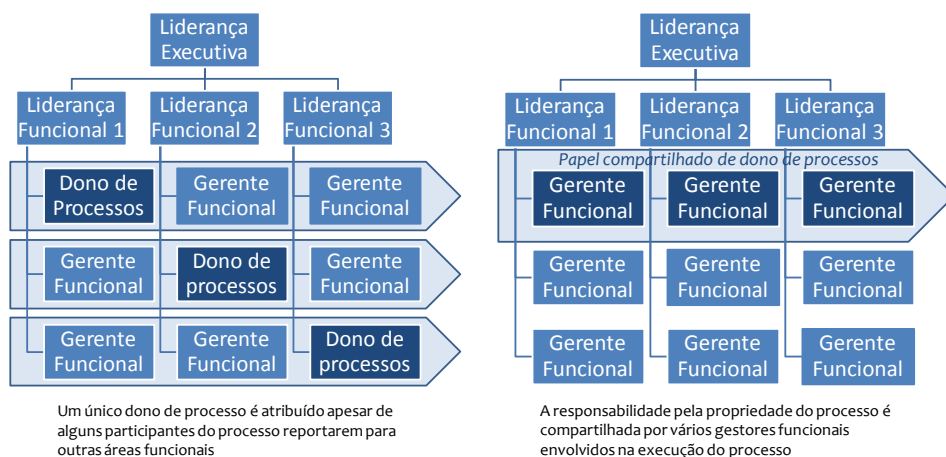 Liderança
Executiva
Liderança
Funcional 1
Liderança
Funcional 2
Liderança
Funcional 3
Dono de
Processos
Gerente
Funcional
Gerente
Funcional
Gerente
Funcional
Dono de
processos
Gerente
Funcional
Gerente
Funcional
Gerente
Funcional
Dono de
processos
Um único dono de processo é atribuído apesar de
alguns participantes do processo reportarem para
outras áreas funcionais
Liderança
Executiva
Liderança
Funcional 1
Liderança
Funcional 2
Liderança
Funcional 3
Papel compartilhado de dono de processos
Gerente
Funcional
Gerente
Funcional
Gerente
Funcional
Gerente
Funcional
Gerente
Funcional
Gerente
Funcional
Gerente
Funcional
Gerente
Funcional
Gerente
Funcional
A responsabilidade pela propriedade do processo é
compartilhada por vários gestores funcionais
envolvidos na execução do processo